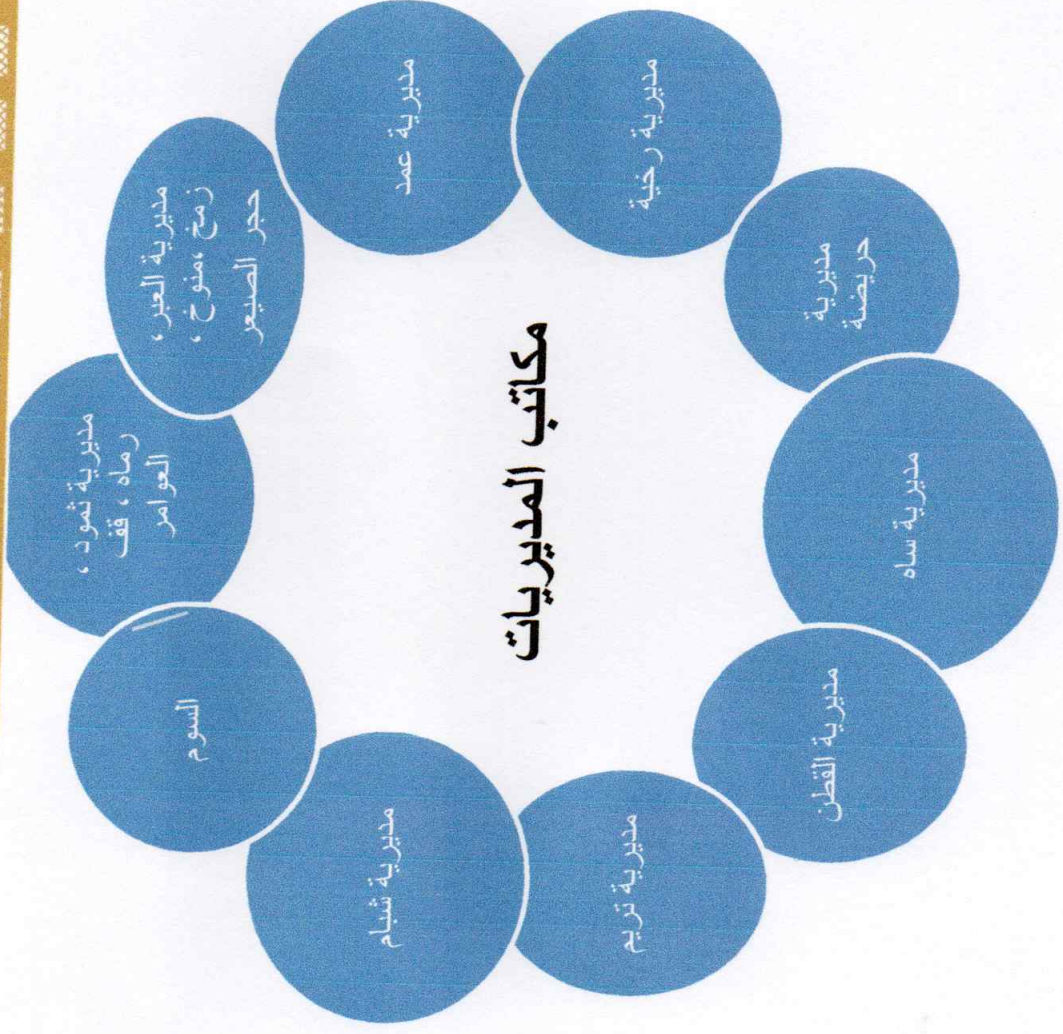 مكاتب المديريات
مديرية ثمود ،
رماه ، قف
العوامر
مديرية العبر،
زمخ ،منوخ ،
حجر الصيعر
مديرية عمد
مديرية رخية
مديرية
حريضة
مديرية ساه
مديرية القطن
مديرية تريم
مديرية شبام
السوم